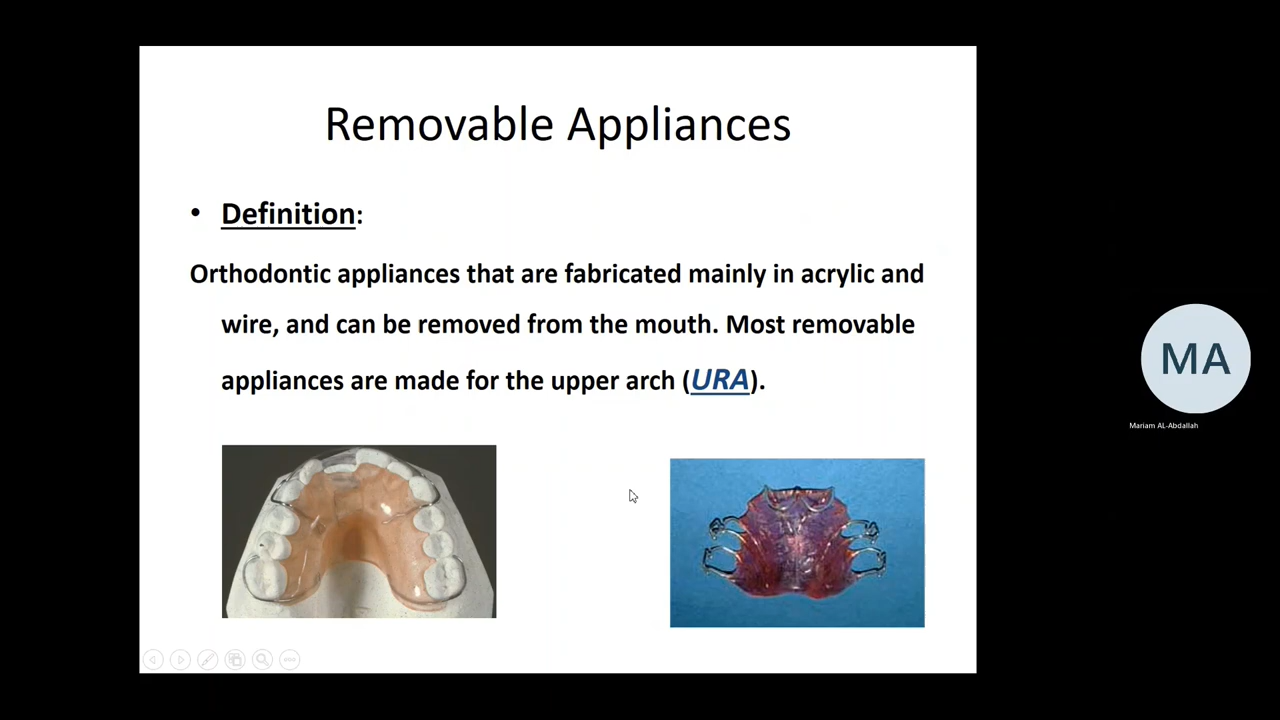 Removable Appliances
• Definition:
Orthodontic appliances that are fabricated mainly in acrylic and
wire, and can be removed from the mouth. Most removable
appliances are made for the upper arch (URA).
MA
Mariam AL-Abdallah